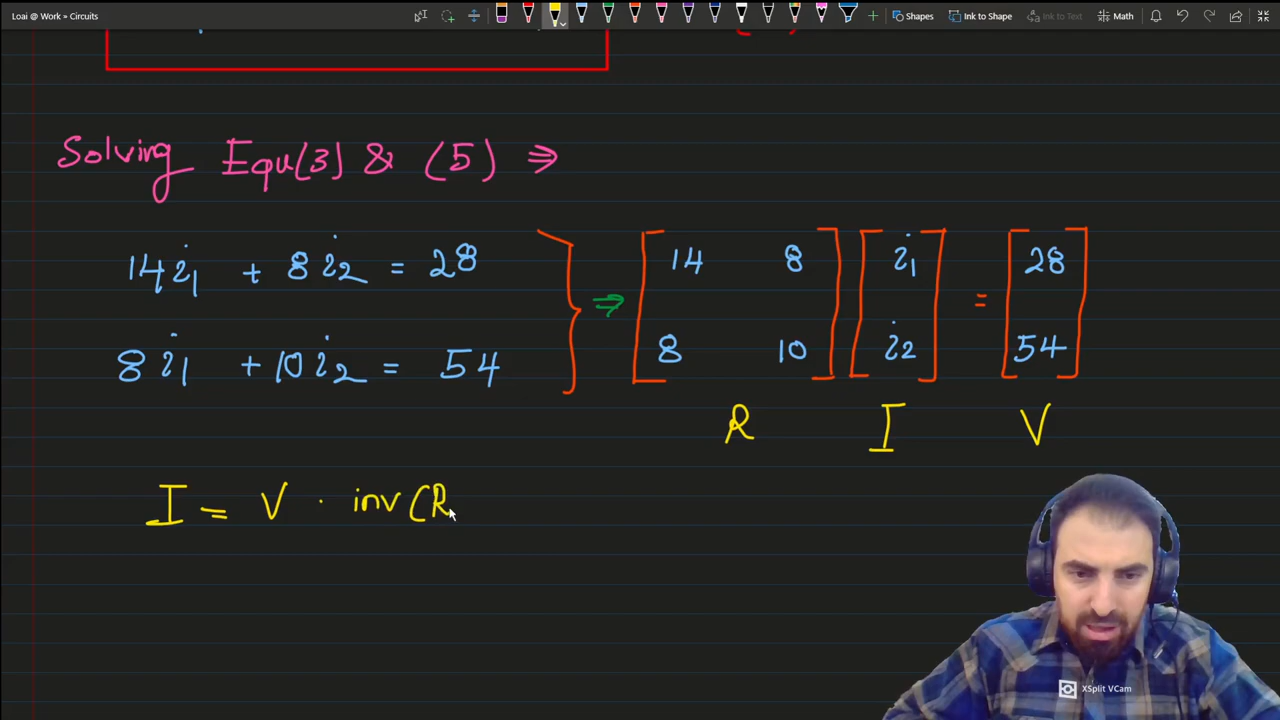 Loai @ Work » Circuits
Shapes Ink to Shape Ink to Text Math
Solving Equ(3) & (5) ⇒
14i₁ + 8i₂ = 28
8i₁ + 10i₂ = 54
⇒
14 8 i₁ = 28
8 10 i₂ 54
R I V
I = V · inv(R
XSplit VCam